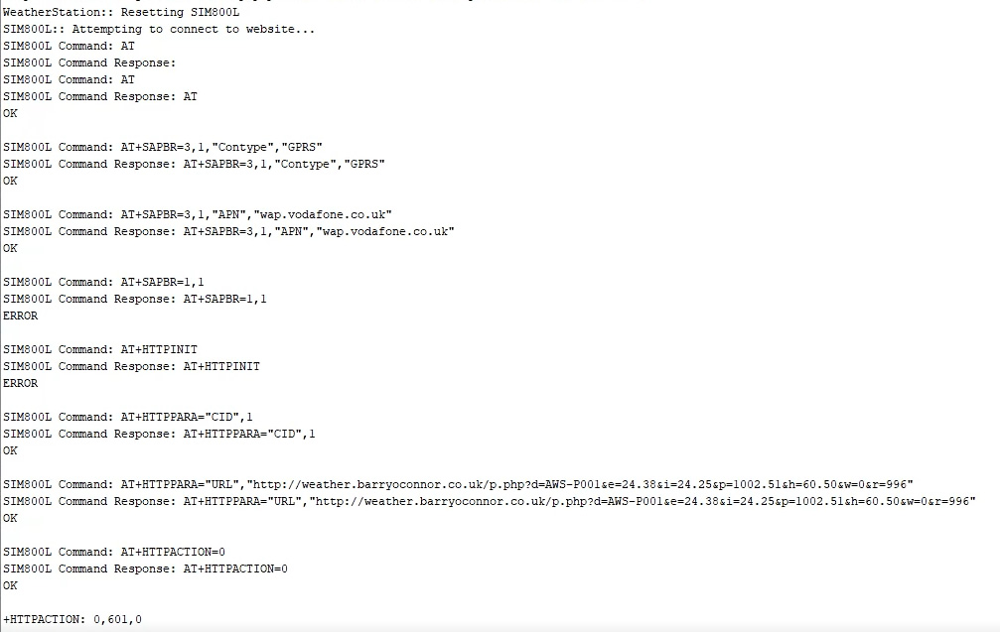 WeatherStation:: Resetting SIM800L
SIM800L:: Attempting to connect to website...
SIM800L Command: AT
SIM800L Command Response:
SIM800L Command: AT
SIM800L Command Response: AT
OK
SIM800L Command: AT+SAPBR=3,1,"Contype","GPRS"
SIM800L Command Response: AT+SAPBR=3,1,"Contype","GPRS"
OK
SIM800L Command: AT+SAPBR=3,1,"APN","wap.vodafone.co.uk"
SIM800L Command Response: AT+SAPBR=3,1,"APN","wap.vodafone.co.uk"
OK
SIM800L Command: AT+SAPBR=1,1
SIM800L Command Response: AT+SAPBR=1,1
ERROR
SIM800L Command: AT+HTTPINIT
SIM800L Command Response: AT+HTTPINIT
ERROR
SIM800L Command: AT+HTTPPARA="CID",1
SIM800L Command Response: AT+HTTPPARA="CID",1
OK
SIM800L Command: AT+HTTPPARA="URL","http://weather.barryoconnor.co.uk/p.php?d=AWS-P001&e=24.38&i=24.25&p=1002.51&h=60.50&w=0&r=996"
SIM800L Command Response: AT+HTTPPARA="URL","http://weather.barryoconnor.co.uk/p.php?d=AWS-P001&e=24.38&i=24.25&p=1002.51&h=60.50&w=0&r=996"
OK
SIM800L Command: AT+HTTPACTION=0
SIM800L Command Response: AT+HTTPACTION=0
OK
+HTTPACTION: 0,601,0